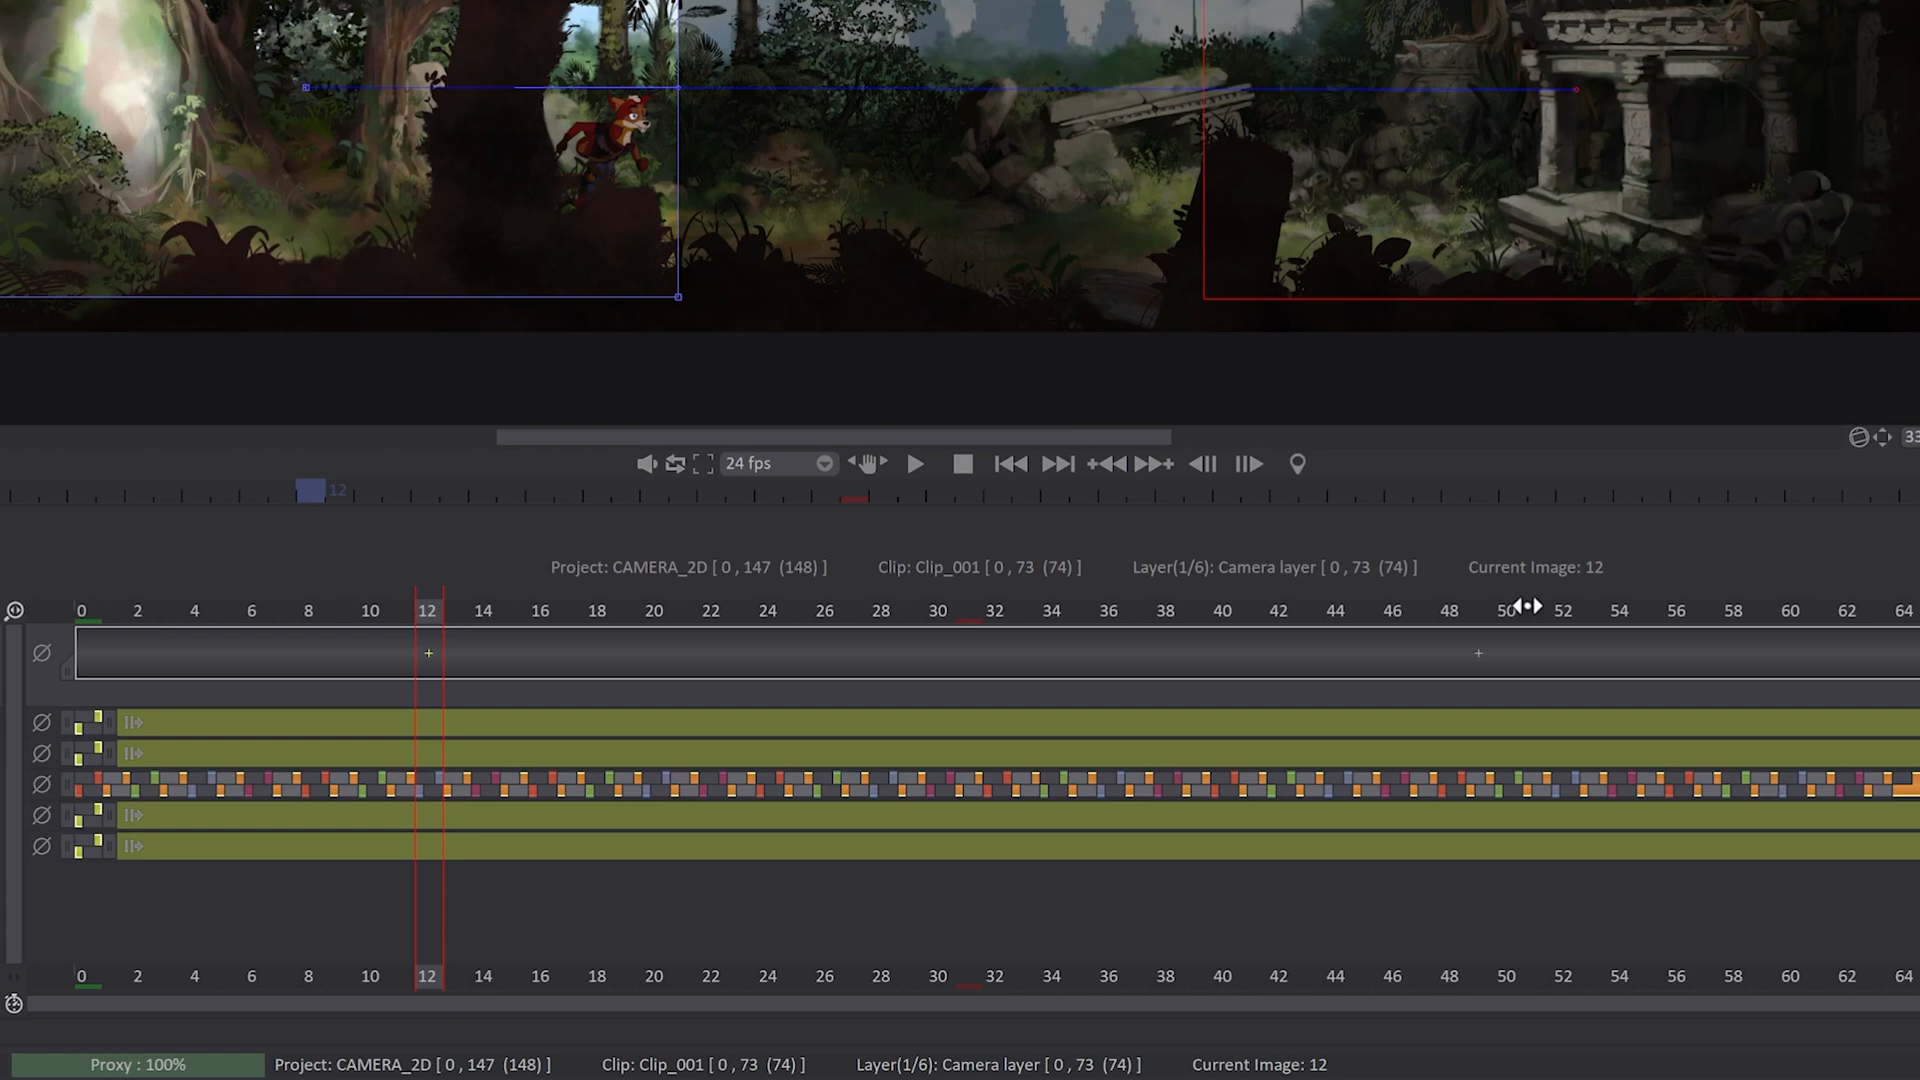 33
24 fps
12
Project: CAMERA_2D [ 0 , 147 (148) ] Clip: Clip_001 [ 0 , 73 (74) ] Layer(1/6): Camera layer [ 0 , 73 (74) ] Current Image: 12
0 2 4 6 8 10 12 14 16 18 20 22 24 26 28 30 32 34 36 38 40 42 44 46 48 50 52 54 56 58 60 62 64
0 2 4 6 8 10 12 14 16 18 20 22 24 26 28 30 32 34 36 38 40 42 44 46 48 50 52 54 56 58 60 62 64
Proxy : 100% Project: CAMERA_2D [ 0 , 147 (148) ] Clip: Clip_001 [ 0 , 73 (74) ] Layer(1/6): Camera layer [ 0 , 73 (74) ] Current Image: 12